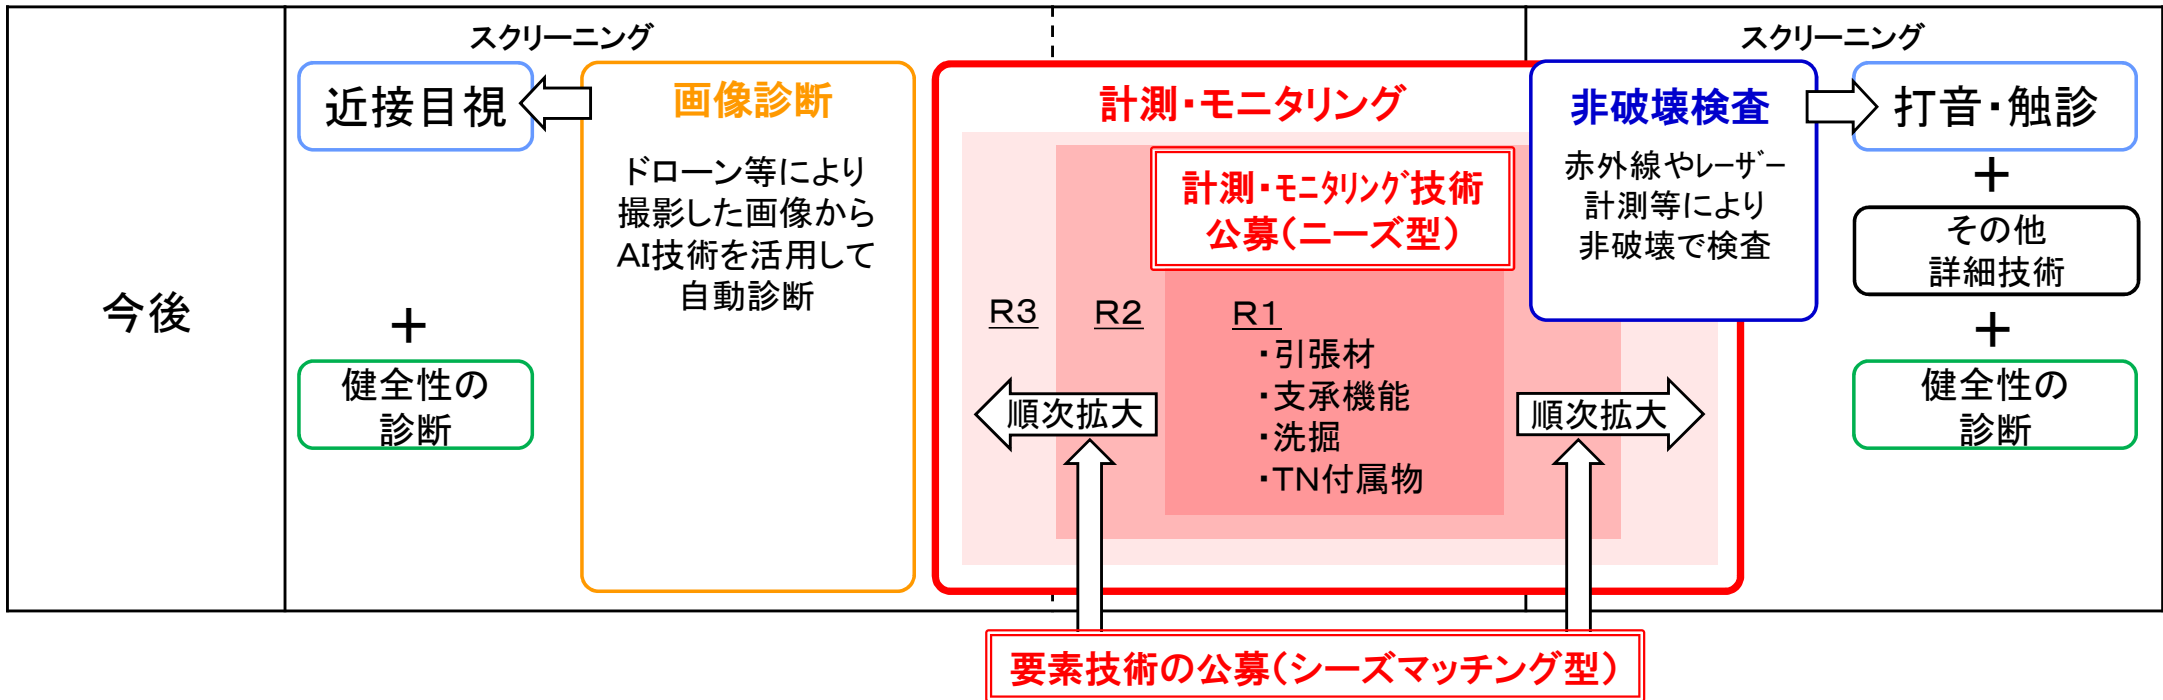 今後
スクリーニング
近接目視
＋
健全性の
診断
画像診断
ドローン等により
撮影した画像から
AI技術を活用して
自動診断
計測・モニタリング
計測・ﾓﾆﾀﾘﾝｸﾞ技術
公募(ニーズ型)
R3
R2
R1
・引張材
・支承機能
・洗掘
・TN付属物
順次拡大
順次拡大
非破壊検査
赤外線やﾚｰｻﾞｰ
計測等により
非破壊で検査
スクリーニング
打音・触診
＋
その他
詳細技術
＋
健全性の
診断
要素技術の公募(シーズマッチング型)